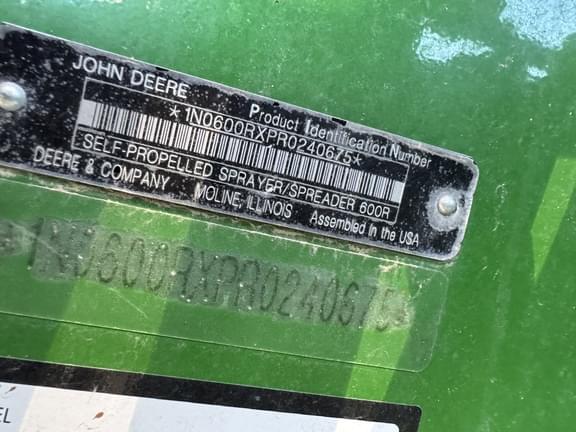 JOHN DEERE
Product Identification Number
*1N0600RXPR0240675*
SELF-PROPELLED SPRAYER/SPREADER 600R
DEERE & COMPANY MOLINE, ILLINOIS Assembled in the USA
*1N0600RXPR0240675*
EL